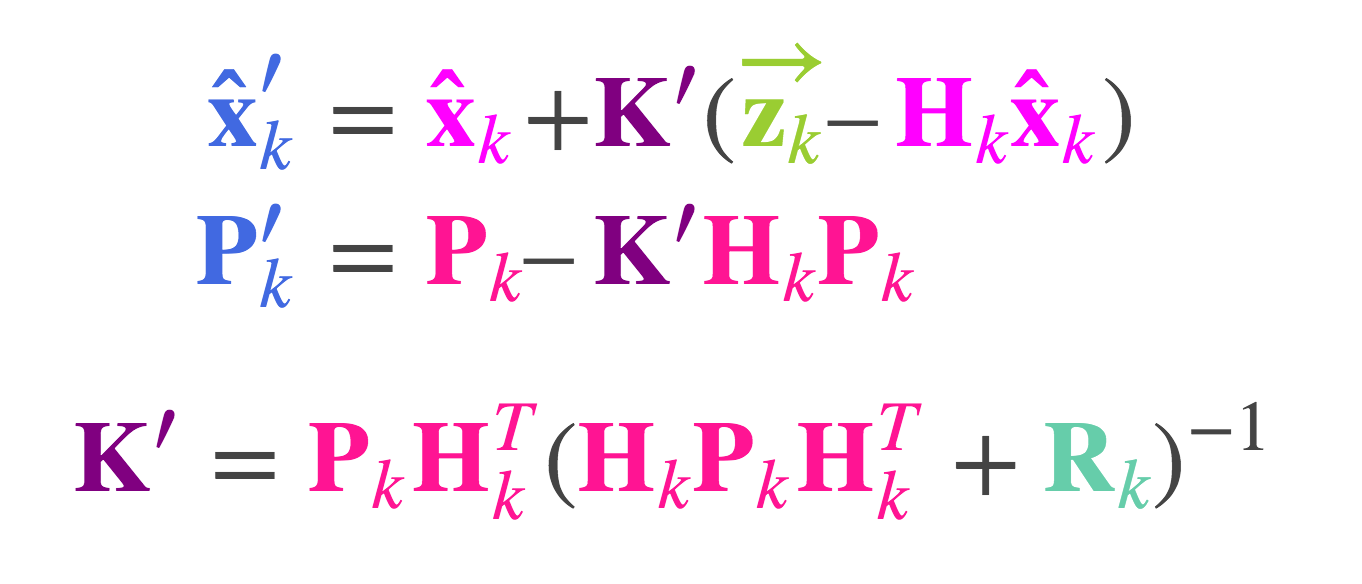 x̂′ₖ = x̂ₖ + K′(z⃗ₖ – Hₖx̂ₖ)
P′ₖ = Pₖ – K′HₖPₖ
K′ = PₖHₖᵀ(HₖPₖHₖᵀ + Rₖ)⁻¹